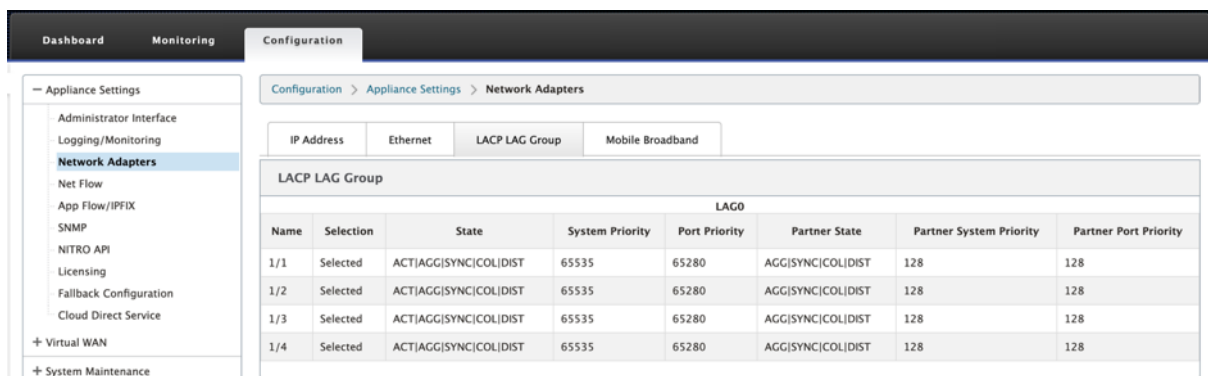 Dashboard Monitoring Configuration
− Appliance Settings
Administrator Interface
Logging/Monitoring
Network Adapters
Net Flow
App Flow/IPFIX
SNMP
NITRO API
Licensing
Fallback Configuration
Cloud Direct Service
+ Virtual WAN
+ System Maintenance
Configuration > Appliance Settings > Network Adapters
IP Address Ethernet LACP LAG Group Mobile Broadband
LACP LAG Group
LAG0
Name Selection State System Priority Port Priority Partner State Partner System Priority Partner Port Priority
1/1 Selected ACT|AGG|SYNC|COL|DIST 65535 65280 AGG|SYNC|COL|DIST 128 128
1/2 Selected ACT|AGG|SYNC|COL|DIST 65535 65280 AGG|SYNC|COL|DIST 128 128
1/3 Selected ACT|AGG|SYNC|COL|DIST 65535 65280 AGG|SYNC|COL|DIST 128 128
1/4 Selected ACT|AGG|SYNC|COL|DIST 65535 65280 AGG|SYNC|COL|DIST 128 128